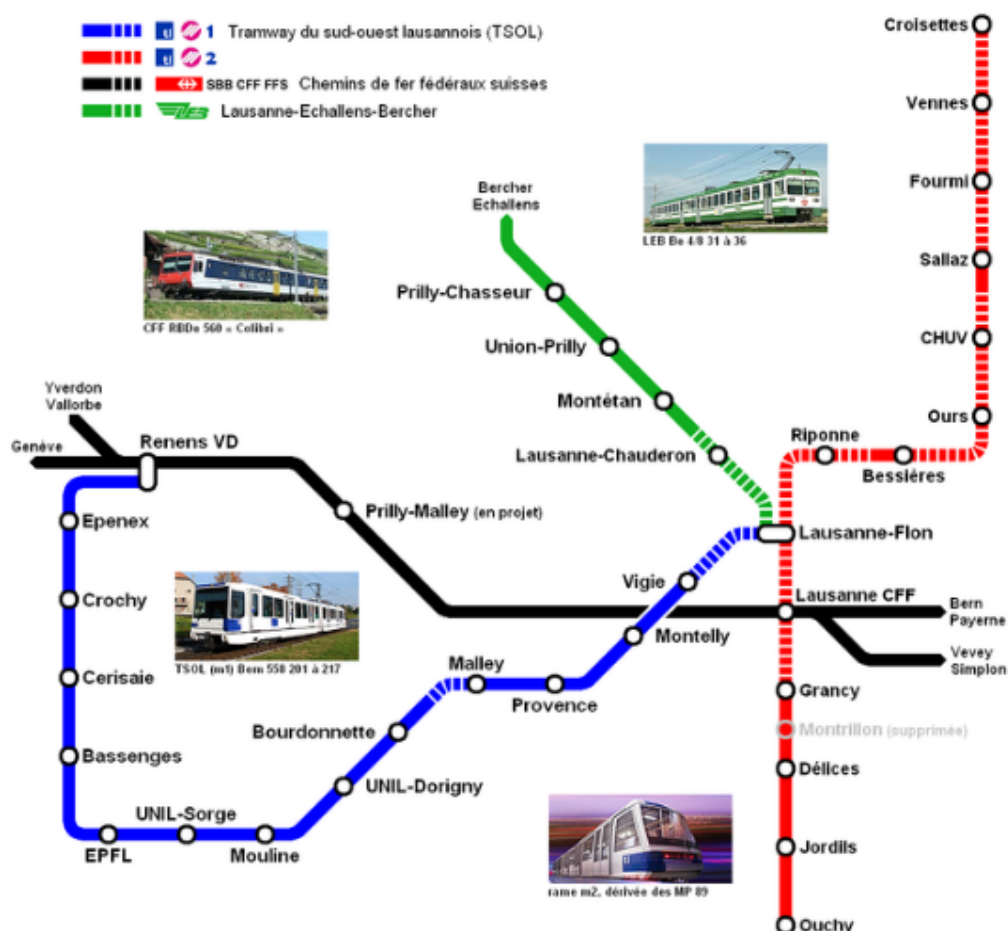 1 Tramway du sud-ouest lausannois (TSOL)
2
SBB CFF FFS Chemins de fer fédéraux suisses
LEB Lausanne-Echallens-Bercher
Croisettes
Vennes
Fourmi
Sallaz
CHUV
Ours
Bessières
Riponne
Lausanne-Flon
Lausanne CFF
Grancy
Montrillon (supprimée)
Délices
Jordils
Ouchy
Bercher
Echallens
Prilly-Chasseur
Union-Prilly
Montétan
Lausanne-Chauderon
LEB Be 4/8 31 à 36
CFF RBDe 560 « Colibri »
Yverdon
Vallorbe
Genève
Renens VD
Prilly-Malley (en projet)
Bern
Payerne
Vevey
Simplon
Epenex
Crochy
Cerisaie
Bassenges
EPFL
UNIL-Sorge
Mouline
UNIL-Dorigny
Bourdonnette
Malley
Provence
Montelly
Vigie
TSOL (m1) Bem 558 201 à 217
rame m2, dérivée des MP 89